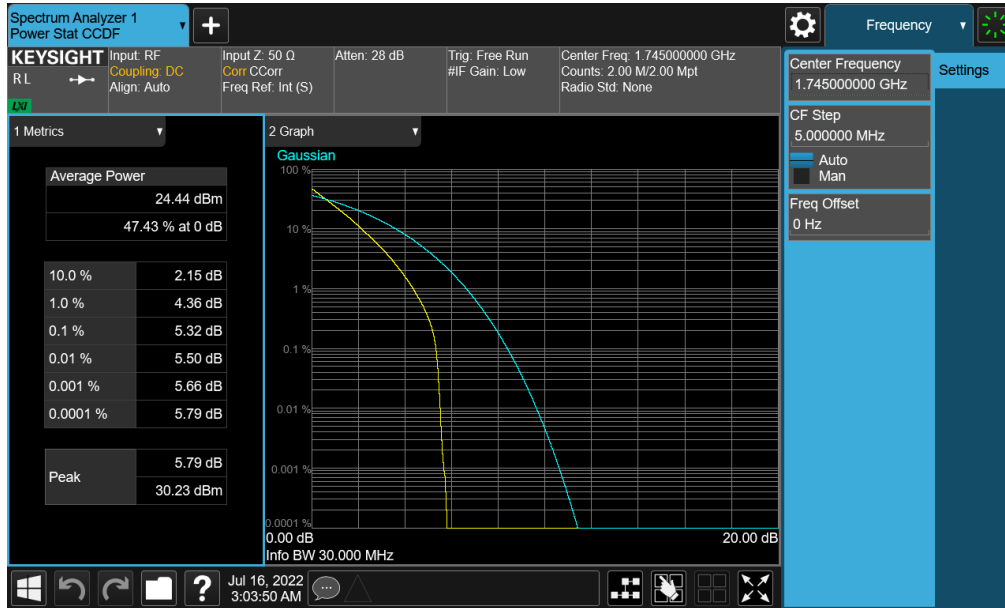 Spectrum Analyzer 1
Power Stat CCDF
Frequency
KEYSIGHT
R L
LXI
Input: RF
Coupling: DC
Align: Auto
Input Z: 50 Ω
Corr CCorr
Freq Ref: Int (S)
Atten: 28 dB
Trig: Free Run
#IF Gain: Low
Center Freq: 1.745000000 GHz
Counts: 2.00 M/2.00 Mpt
Radio Std: None
Center Frequency
1.745000000 GHz
Settings
CF Step
5.000000 MHz
Auto
Man
Freq Offset
0 Hz
1 Metrics
Average Power
24.44 dBm
47.43 % at 0 dB
10.0 % 2.15 dB
1.0 % 4.36 dB
0.1 % 5.32 dB
0.01 % 5.50 dB
0.001 % 5.66 dB
0.0001 % 5.79 dB
Peak
5.79 dB
30.23 dBm
2 Graph
Gaussian
100 %
10 %
1 %
0.1 %
0.01 %
0.001 %
0.0001 %
0.00 dB 20.00 dB
Info BW 30.000 MHz
?
Jul 16, 2022
3:03:50 AM